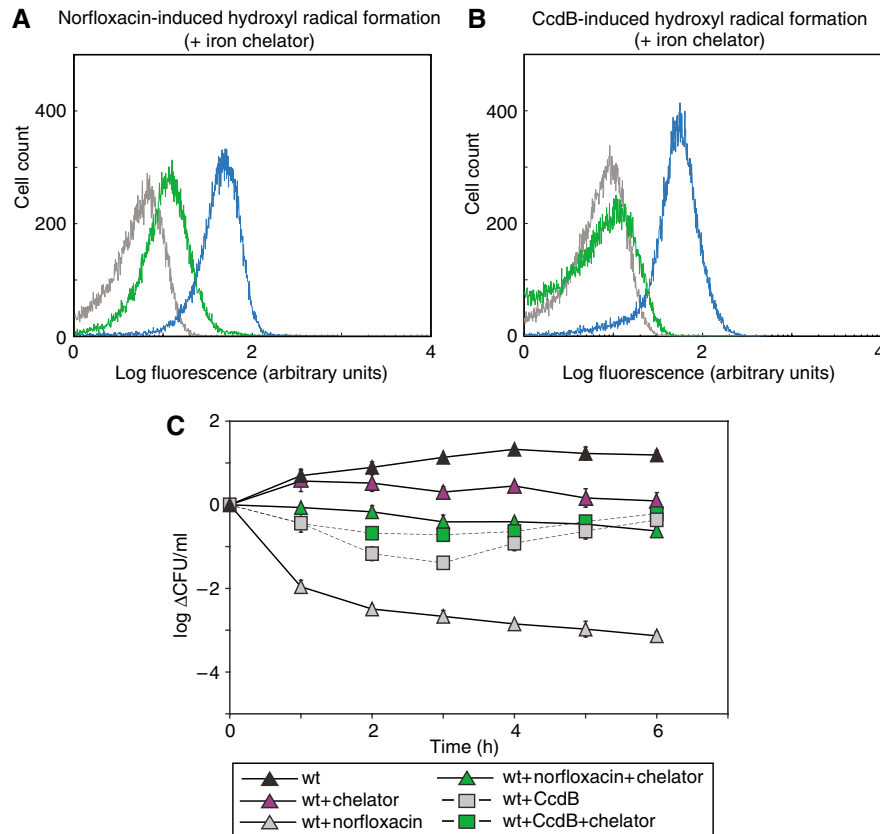 A
Norfloxacin-induced hydroxyl radical formation
(+ iron chelator)
Cell count
400
200
0
0
2
4
Log fluorescence (arbitrary units)
B
CcdB-induced hydroxyl radical formation
(+ iron chelator)
Cell count
400
200
0
0
2
4
Log fluorescence (arbitrary units)
C
log ΔCFU/ml
2
0
−2
−4
0
2
4
6
Time (h)
wt
wt+chelator
wt+norfloxacin
wt+norfloxacin+chelator
wt+CcdB
wt+CcdB+chelator